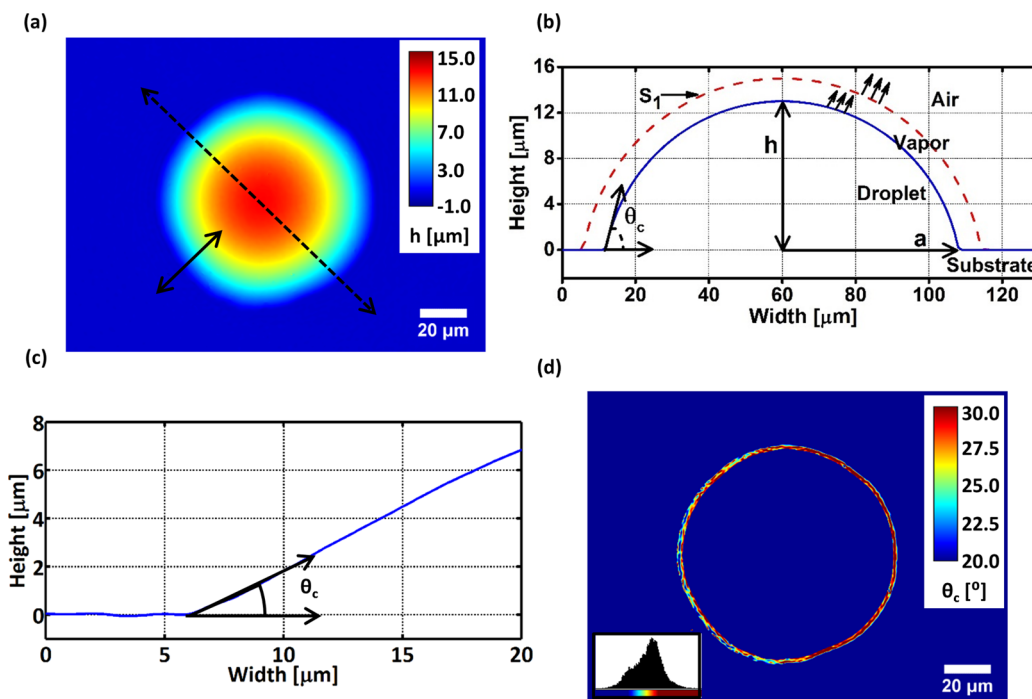 (a)
15.0
11.0
7.0
3.0
-1.0
h [μm]
20 μm
(b)
Height [μm]
16
12
8
4
0
S1
Air
Vapor
h
Droplet
θc
a
Substrate
0 20 40 60 80 100 120
Width [μm]
(c)
Height [μm]
8
6
4
2
0
θc
0 5 10 15 20
Width [μm]
(d)
30.0
27.5
25.0
22.5
20.0
θc [º]
20 μm